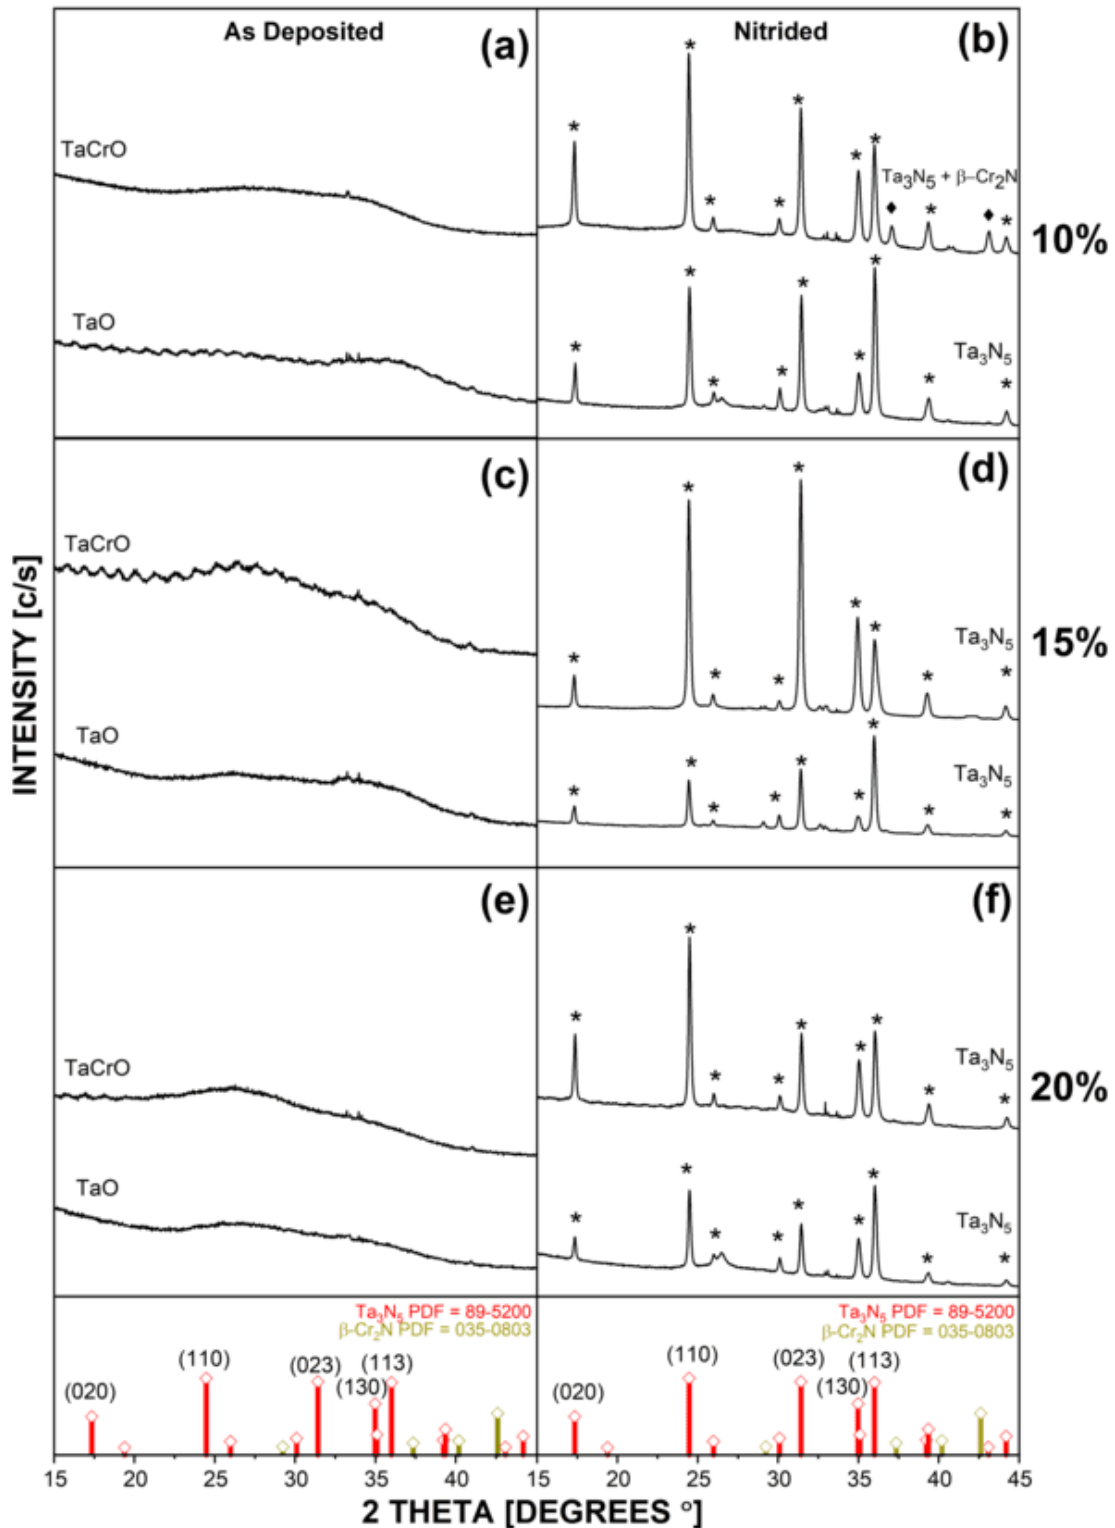 As Deposited
(a)
Nitrided
(b)
TaCrO
Ta₃N₅ + β–Cr₂N
10%
TaO
Ta₃N₅
(c)
(d)
TaCrO
Ta₃N₅
15%
TaO
Ta₃N₅
(e)
(f)
TaCrO
Ta₃N₅
20%
TaO
Ta₃N₅
INTENSITY [c/s]
Ta₃N₅ PDF = 89-5200
β-Cr₂N PDF = 035-0803
(020)
(110)
(023)
(130)
(113)
Ta₃N₅ PDF = 89-5200
β-Cr₂N PDF = 035-0803
(020)
(110)
(023)
(130)
(113)
15 20 25 30 35 40 15 20 25 30 35 40 45
2 THETA [DEGREES °]